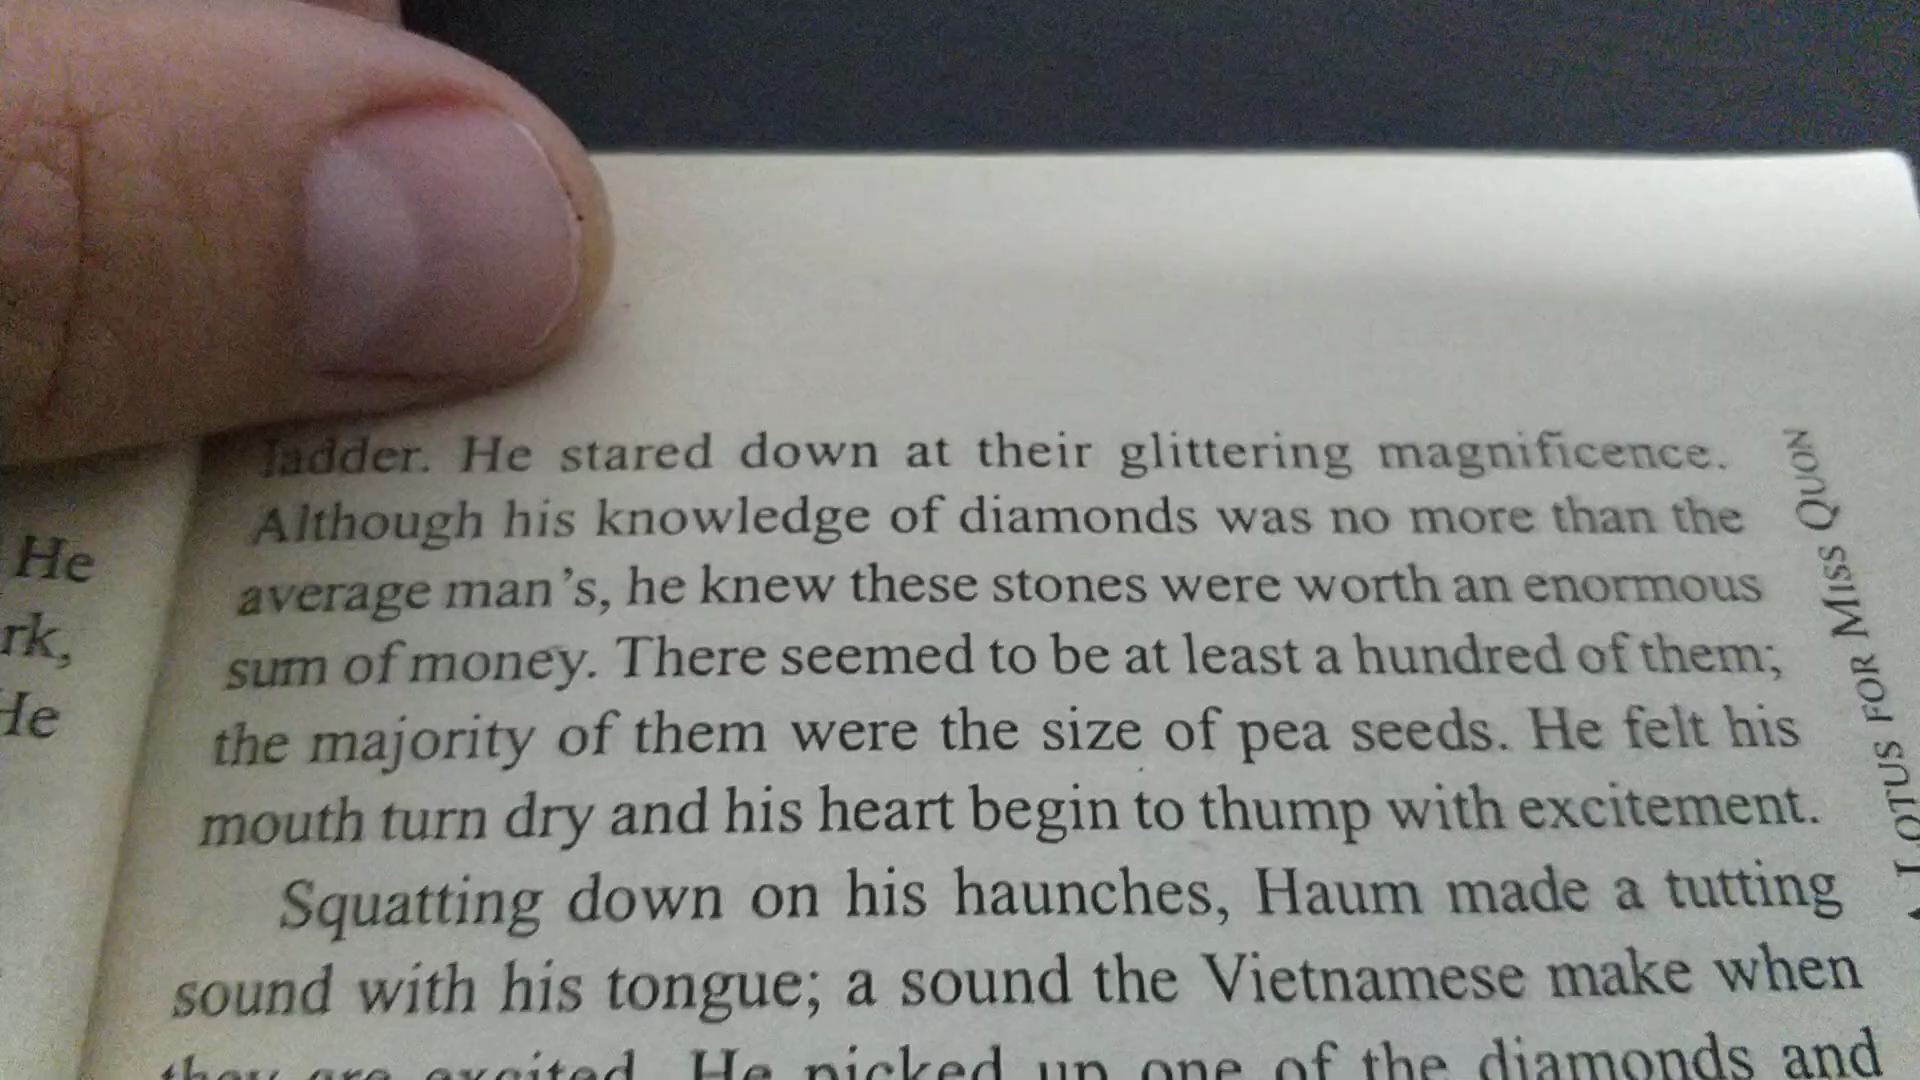 ladder. He stared down at their glittering magnificence.
Although his knowledge of diamonds was no more than the
average man's, he knew these stones were worth an enormous
sum of money. There seemed to be at least a hundred of them;
the majority of them were the size of pea seeds. He felt his
mouth turn dry and his heart begin to thump with excitement.
Squatting down on his haunches, Haum made a tutting
sound with his tongue; a sound the Vietnamese make when
they are excited. He picked up one of the diamonds and
LOTUS FOR MISS QUON
He
rk,
He